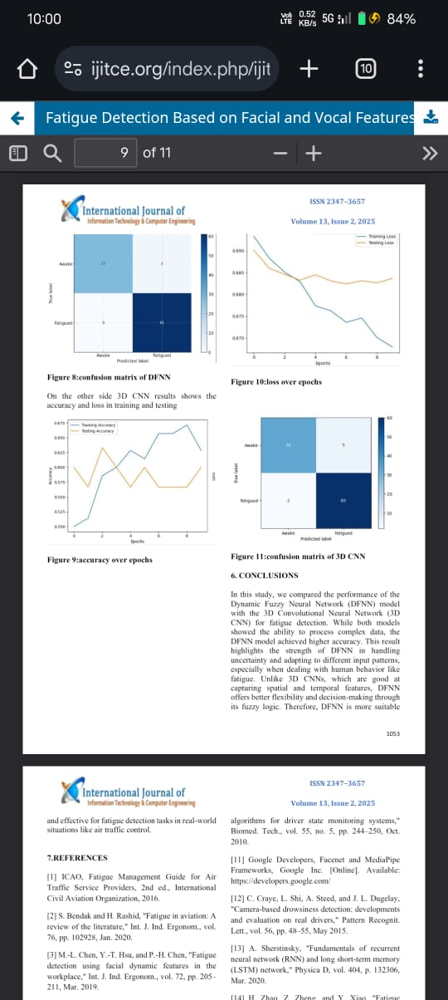 10:00
Vo) LTE 0.52 KB/s 5G 84%
ijitce.org/index.php/ijit
10
Fatigue Detection Based on Facial and Vocal Features
9 of 11
International Journal of
Information Technology & Computer Engineering
ISSN 2347-3657
Volume 13, Issue 2, 2025
True label
Awake
Fatigued
Awake
Fatigued
Predicted label
60
50
40
30
20
10
0
Figure 8:confusion matrix of DFNN
On the other side 3D CNN results shows the
accuracy and loss in training and testing
Training Accuracy
Testing Accuracy
Accuracy
0.675
0.650
0.625
0.600
0.575
0.550
0.525
0.500
0 2 4 6 8
Epochs
Loss
Figure 9:accuracy over epochs
Training Loss
Testing Loss
0.690
0.685
0.680
0.675
0.670
0 2 4 6 8
Epochs
Figure 10:loss over epochs
True label
Awake
5
Fatigued
2 60
Awake
Fatigued
Predicted label
60
50
40
30
20
10
Figure 11:confusion matrix of 3D CNN
6. CONCLUSIONS
In this study, we compared the performance of the
Dynamic Fuzzy Neural Network (DFNN) model
with the 3D Convolutional Neural Network (3D
CNN) for fatigue detection. While both models
showed the ability to process complex data, the
DFNN model achieved higher accuracy. This result
highlights the strength of DFNN in handling
uncertainty and adapting to different input patterns,
especially when dealing with human behavior like
fatigue. Unlike 3D CNNs, which are good at
capturing spatial and temporal features, DFNN
offers better flexibility and decision-making through
its fuzzy logic. Therefore, DFNN is more suitable
1053
International Journal of
Information Technology & Computer Engineering
ISSN 2347-3657
Volume 13, Issue 2, 2025
and effective for fatigue detection tasks in real-world
situations like air traffic control.
7.REFERENCES
[1] ICAO, Fatigue Management Guide for Air
Traffic Service Providers, 2nd ed., International
Civil Aviation Organization, 2016.
[2] S. Bendak and H. Rashid, "Fatigue in aviation: A
review of the literature," Int. J. Ind. Ergonom., vol.
76, pp. 102928, Jan. 2020.
[3] M.-L. Chen, Y.-T. Hsu, and P.-H. Chen, "Fatigue
detection using facial dynamic features in the
workplace," Int. J. Ind. Ergonom., vol. 72, pp. 205–
211, Mar. 2019.
algorithms for driver state monitoring systems,"
Biomed. Tech., vol. 55, no. 5, pp. 244–250, Oct.
2010.
[11] Google Developers, Facenet and MediaPipe
Frameworks, Google Inc. [Online]. Available:
https://developers.google.com/
[12] C. Craye, L. Shi, A. Steed, and J. L. Dugelay,
"Camera-based drowsiness detection: developments
and evaluation on real drivers," Pattern Recognit.
Lett., vol. 56, pp. 48–55, May 2015.
[13] A. Sherstinsky, "Fundamentals of recurrent
neural network (RNN) and long short-term memory
(LSTM) network," Physica D, vol. 404, p. 132306,
Mar. 2020.
[14] H. Zhao, Z. Zheng, and Y. Xiao, "Fatigue